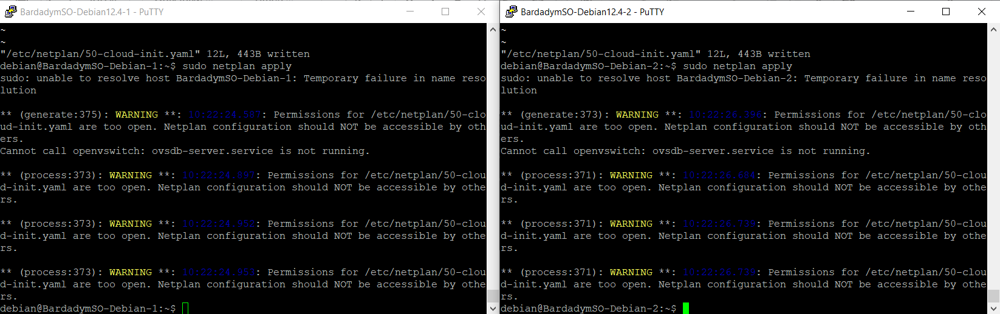 BardadymSO-Debian12.4-1 - PuTTY
~
~
"/etc/netplan/50-cloud-init.yaml" 12L, 443B written
debian@BardadymSO-Debian-1:~$ sudo netplan apply
sudo: unable to resolve host BardadymSO-Debian-1: Temporary failure in name reso
lution
** (generate:375): WARNING **: 10:22:24.587: Permissions for /etc/netplan/50-clo
ud-init.yaml are too open. Netplan configuration should NOT be accessible by oth
ers.
Cannot call openvswitch: ovsdb-server.service is not running.
** (process:373): WARNING **: 10:22:24.897: Permissions for /etc/netplan/50-clou
d-init.yaml are too open. Netplan configuration should NOT be accessible by othe
rs.
** (process:373): WARNING **: 10:22:24.952: Permissions for /etc/netplan/50-clou
d-init.yaml are too open. Netplan configuration should NOT be accessible by othe
rs.
** (process:373): WARNING **: 10:22:24.953: Permissions for /etc/netplan/50-clou
d-init.yaml are too open. Netplan configuration should NOT be accessible by othe
rs.
debian@BardadymSO-Debian-1:~$
BardadymSO-Debian12.4-2 - PuTTY
~
~
"/etc/netplan/50-cloud-init.yaml" 12L, 443B written
debian@BardadymSO-Debian-2:~$ sudo netplan apply
sudo: unable to resolve host BardadymSO-Debian-2: Temporary failure in name reso
lution
** (generate:373): WARNING **: 10:22:26.396: Permissions for /etc/netplan/50-clo
ud-init.yaml are too open. Netplan configuration should NOT be accessible by oth
ers.
Cannot call openvswitch: ovsdb-server.service is not running.
** (process:371): WARNING **: 10:22:26.684: Permissions for /etc/netplan/50-clou
d-init.yaml are too open. Netplan configuration should NOT be accessible by othe
rs.
** (process:371): WARNING **: 10:22:26.739: Permissions for /etc/netplan/50-clou
d-init.yaml are too open. Netplan configuration should NOT be accessible by othe
rs.
** (process:371): WARNING **: 10:22:26.739: Permissions for /etc/netplan/50-clou
d-init.yaml are too open. Netplan configuration should NOT be accessible by othe
rs.
debian@BardadymSO-Debian-2:~$